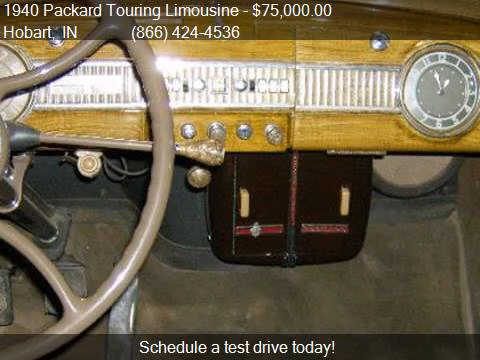 1940 Packard Touring Limousine - $75,000.00
Hobart, IN (866) 424-4536
Schedule a test drive today!